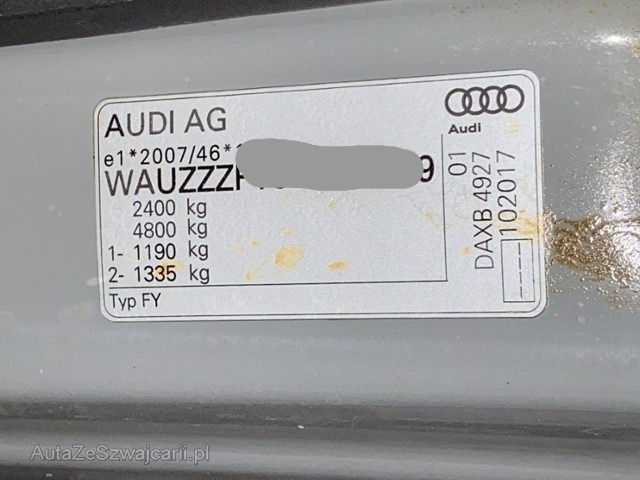 AUDI AG
Audi
e1*2007/46*
WAUZZZ 9
2400 kg
4800 kg
1- 1190 kg
2- 1335 kg
Typ FY
01
DAXB 4927
102017
AutaZeSzwajcarii.pl